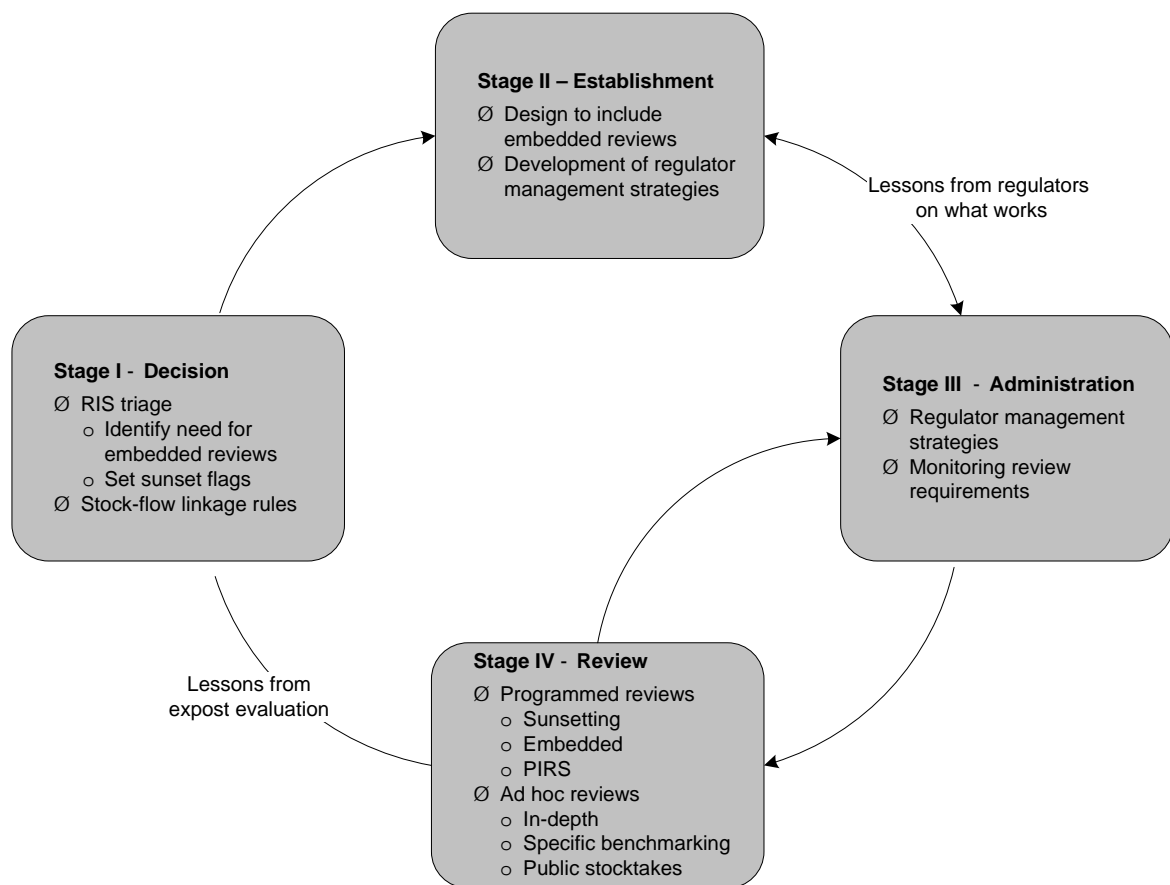 Stage II – Establishment
Ø Design to include
embedded reviews
Ø Development of regulator
management strategies
Lessons from regulators
on what works
Stage I - Decision
Ø RIS triage
o Identify need for
embedded reviews
o Set sunset flags
Ø Stock-flow linkage rules
Stage III - Administration
Ø Regulator management
strategies
Ø Monitoring review
requirements
Lessons from
expost evaluation
Stage IV - Review
Ø Programmed reviews
o Sunsetting
o Embedded
o PIRS
Ø Ad hoc reviews
o In-depth
o Specific benchmarking
o Public stocktakes